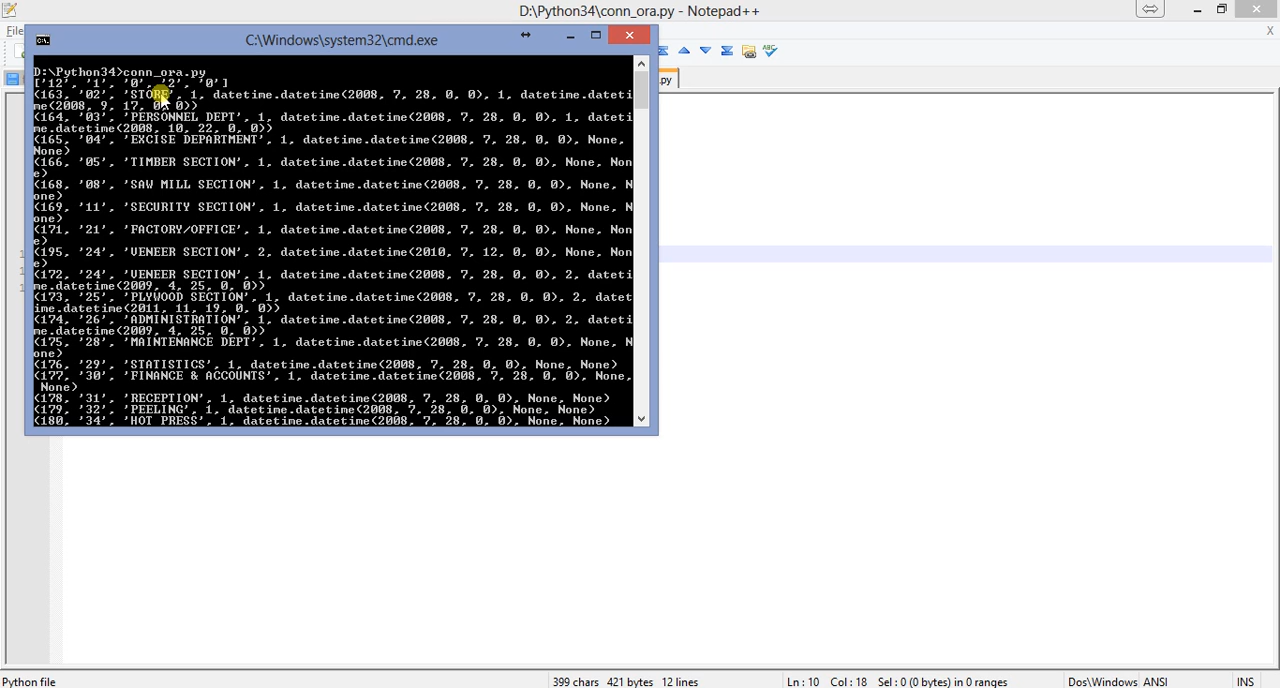 D:\Python34\conn_ora.py - Notepad++
File
X
C:\Windows\system32\cmd.exe
.py
D:\Python34>conn_ora.py
['12', '1', '0', '2', '0']
(163, '02', 'STORE', 1, datetime.datetime(2008, 7, 28, 0, 0), 1, datetime.dateti
me(2008, 9, 17, 0, 0))
(164, '03', 'PERSONNEL DEPT', 1, datetime.datetime(2008, 7, 28, 0, 0), 1, dateti
me.datetime(2008, 10, 22, 0, 0))
(165, '04', 'EXCISE DEPARTMENT', 1, datetime.datetime(2008, 7, 28, 0, 0), None,
None)
(166, '05', 'TIMBER SECTION', 1, datetime.datetime(2008, 7, 28, 0, 0), None, Non
e)
(168, '08', 'SAW MILL SECTION', 1, datetime.datetime(2008, 7, 28, 0, 0), None, N
one)
(169, '11', 'SECURITY SECTION', 1, datetime.datetime(2008, 7, 28, 0, 0), None, N
one)
(171, '21', 'FACTORY/OFFICE', 1, datetime.datetime(2008, 7, 28, 0, 0), None, Non
e)
(195, '24', 'VENEER SECTION', 2, datetime.datetime(2010, 7, 12, 0, 0), None, Non
e)
(172, '24', 'VENEER SECTION', 1, datetime.datetime(2008, 7, 28, 0, 0), 2, dateti
me.datetime(2009, 4, 25, 0, 0))
(173, '25', 'PLYWOOD SECTION', 1, datetime.datetime(2008, 7, 28, 0, 0), 2, datet
ime.datetime(2011, 11, 19, 0, 0))
(174, '26', 'ADMINISTRATION', 1, datetime.datetime(2008, 7, 28, 0, 0), 2, dateti
me.datetime(2009, 4, 25, 0, 0))
(175, '28', 'MAINTENANCE DEPT', 1, datetime.datetime(2008, 7, 28, 0, 0), None, N
one)
(176, '29', 'STATISTICS', 1, datetime.datetime(2008, 7, 28, 0, 0), None, None)
(177, '30', 'FINANCE & ACCOUNTS', 1, datetime.datetime(2008, 7, 28, 0, 0), None,
None)
(178, '31', 'RECEPTION', 1, datetime.datetime(2008, 7, 28, 0, 0), None, None)
(179, '32', 'PEELING', 1, datetime.datetime(2008, 7, 28, 0, 0), None, None)
(180, '34', 'HOT PRESS', 1, datetime.datetime(2008, 7, 28, 0, 0), None, None)
Python file 399 chars 421 bytes 12 lines Ln : 10 Col : 18 Sel : 0 (0 bytes) in 0 ranges Dos\Windows ANSI INS